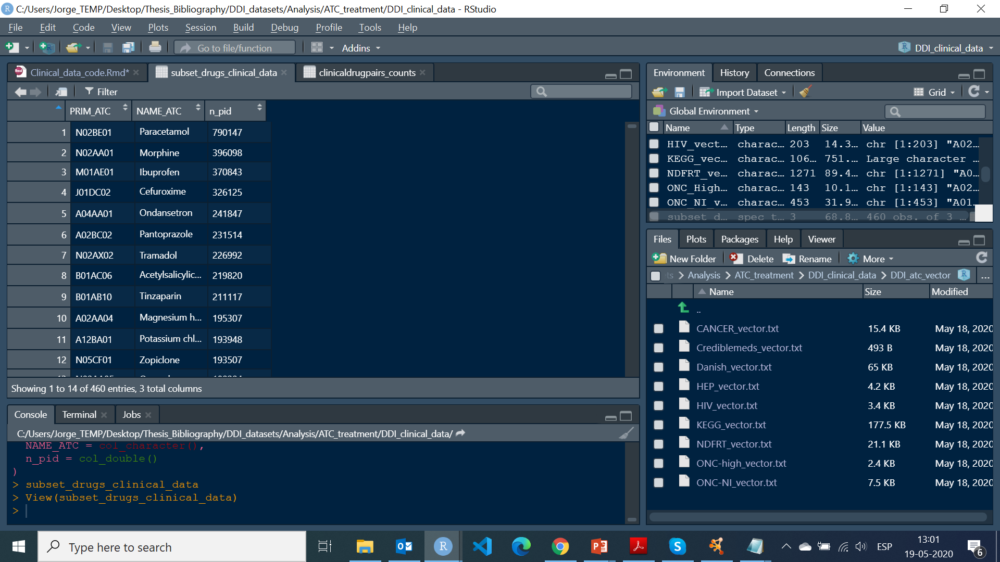 C:/Users/Jorge_TEMP/Desktop/Thesis_Bibliography/DDI_datasets/Analysis/ATC_treatment/DDI_clinical_data - RStudio
File Edit Code View Plots Session Build Debug Profile Tools Help
Go to file/function Addins DDI_clinical_data
Clinical_data_code.Rmd* subset_drugs_clinical_data clinicaldrugpairs_counts
Filter
PRIM_ATC NAME_ATC n_pid
1 N02BE01 Paracetamol 790147
2 N02AA01 Morphine 396098
3 M01AE01 Ibuprofen 370843
4 J01DC02 Cefuroxime 326125
5 A04AA01 Ondansetron 241847
6 A02BC02 Pantoprazole 231514
7 N02AX02 Tramadol 226992
8 B01AC06 Acetylsalicylic... 219820
9 B01AB10 Tinzaparin 211117
10 A02AA04 Magnesium h... 195307
11 A12BA01 Potassium chl... 193948
12 N05CF01 Zopiclone 193507
Showing 1 to 14 of 460 entries, 3 total columns
Console Terminal Jobs
C:/Users/Jorge_TEMP/Desktop/Thesis_Bibliography/DDI_datasets/Analysis/ATC_treatment/DDI_clinical_data/
NAME_ATC = col_character(),
n_pid = col_double()
)
> subset_drugs_clinical_data
> View(subset_drugs_clinical_data)
>
Environment History Connections
Import Dataset Grid
Global Environment
Name Type Length Size Value
HIV_vect... charac... 203 14.3... chr [1:203] "A02...
KEGG_vec... charac... 106... 751.... Large character ...
NDFRT_ve... charac... 1271 89.4... chr [1:1271] "A0...
ONC_High... charac... 143 10.1... chr [1:143] "A02...
ONC_NI_v... charac... 453 31.9... chr [1:453] "A01...
subset_d... spec_t... 3 68.8... 460 obs. of 3 ...
Files Plots Packages Help Viewer
New Folder Delete Rename More
ts > Analysis > ATC_treatment > DDI_clinical_data > DDI_atc_vector ...
Name Size Modified
..
CANCER_vector.txt 15.4 KB May 18, 2020
Crediblemeds_vector.txt 493 B May 18, 2020
Danish_vector.txt 65 KB May 18, 2020
HEP_vector.txt 4.2 KB May 18, 2020
HIV_vector.txt 3.4 KB May 18, 2020
KEGG_vector.txt 177.5 KB May 18, 2020
NDFRT_vector.txt 21.1 KB May 18, 2020
ONC-high_vector.txt 2.4 KB May 18, 2020
ONC-NI_vector.txt 7.5 KB May 18, 2020
Type here to search
ESP
13:01
19-05-2020
6